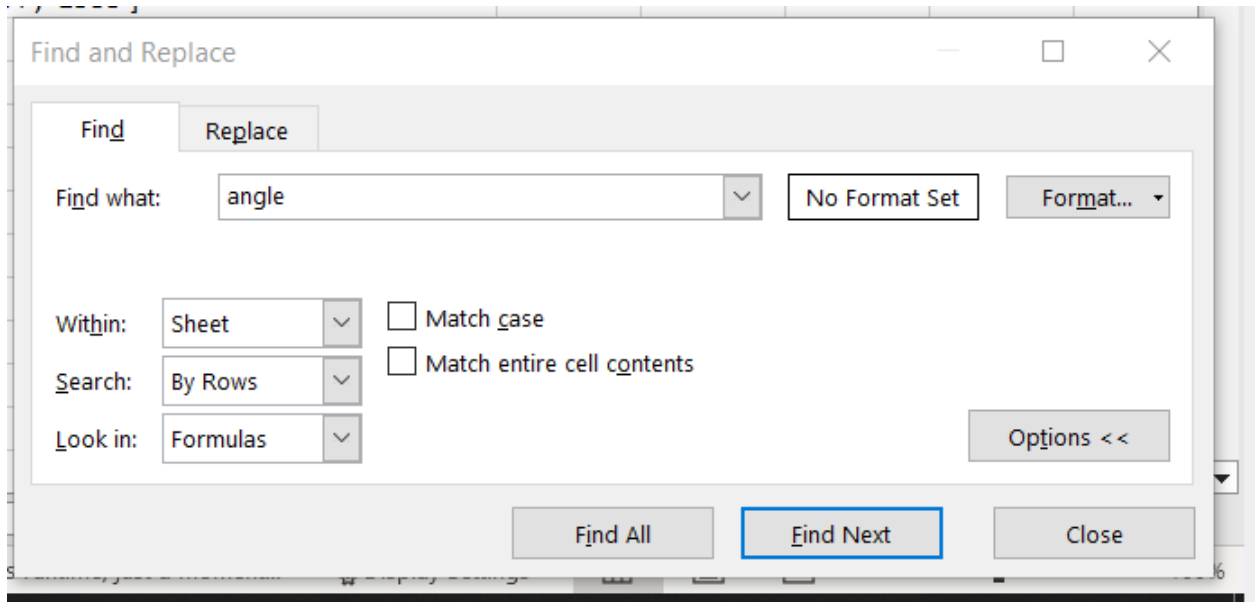 Find and Replace
Find
Replace
Find what:
angle
No Format Set
Format...
Within:
Sheet
Match case
Match entire cell contents
Search:
By Rows
Look in:
Formulas
Options <<
Find All
Find Next
Close